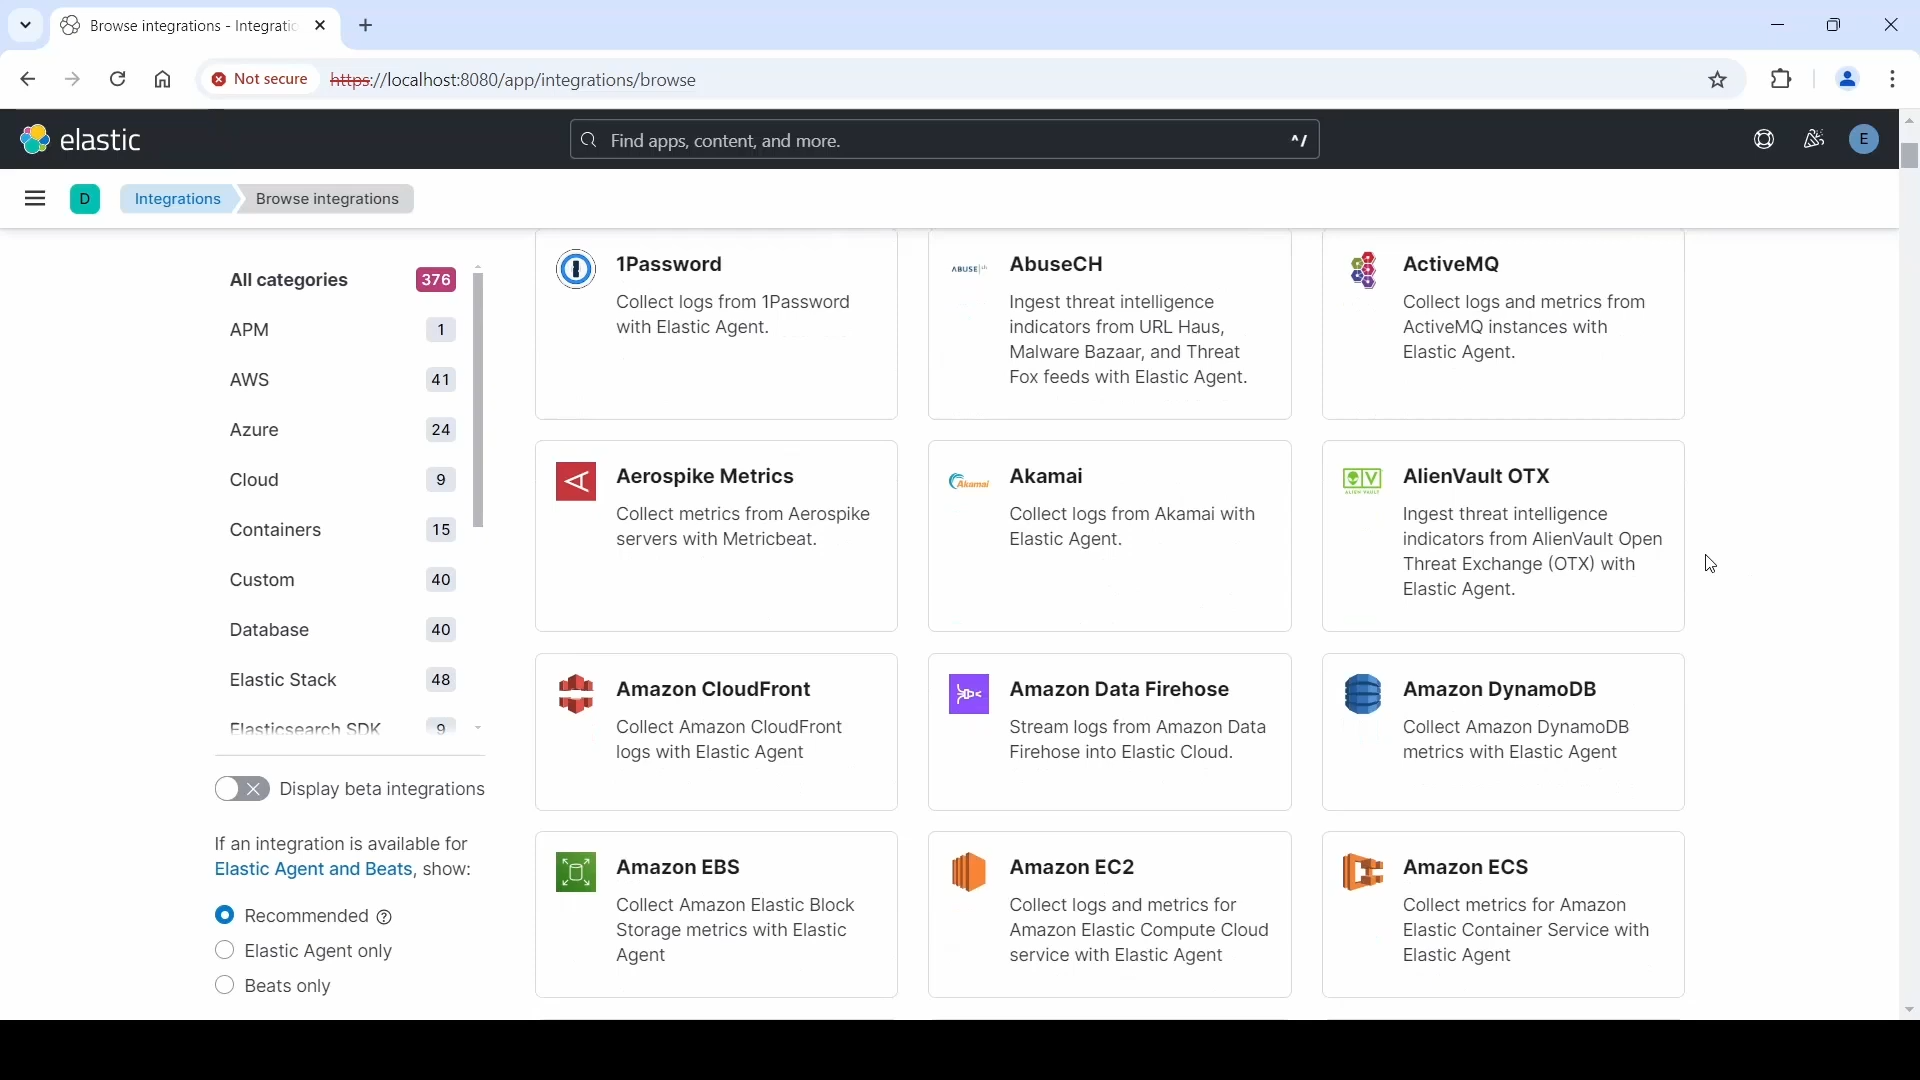 Browse integrations - Integratio
Not secure
https://localhost:8080/app/integrations/browse
elastic
Find apps, content, and more.
^/
E
D
Integrations
Browse integrations
All categories 376
APM 1
AWS 41
Azure 24
Cloud 9
Containers 15
Custom 40
Database 40
Elastic Stack 48
Elasticsearch SDK 9
Display beta integrations
If an integration is available for
Elastic Agent and Beats, show:
Recommended
Elastic Agent only
Beats only
1Password
Collect logs from 1Password
with Elastic Agent.
ABUSE|ch
AbuseCH
Ingest threat intelligence
indicators from URL Haus,
Malware Bazaar, and Threat
Fox feeds with Elastic Agent.
ActiveMQ
Collect logs and metrics from
ActiveMQ instances with
Elastic Agent.
Aerospike Metrics
Collect metrics from Aerospike
servers with Metricbeat.
Akamai
Akamai
Collect logs from Akamai with
Elastic Agent.
ALIEN VAULT
AlienVault OTX
Ingest threat intelligence
indicators from AlienVault Open
Threat Exchange (OTX) with
Elastic Agent.
Amazon CloudFront
Collect Amazon CloudFront
logs with Elastic Agent
Amazon Data Firehose
Stream logs from Amazon Data
Firehose into Elastic Cloud.
Amazon DynamoDB
Collect Amazon DynamoDB
metrics with Elastic Agent
Amazon EBS
Collect Amazon Elastic Block
Storage metrics with Elastic
Agent
Amazon EC2
Collect logs and metrics for
Amazon Elastic Compute Cloud
service with Elastic Agent
Amazon ECS
Collect metrics for Amazon
Elastic Container Service with
Elastic Agent